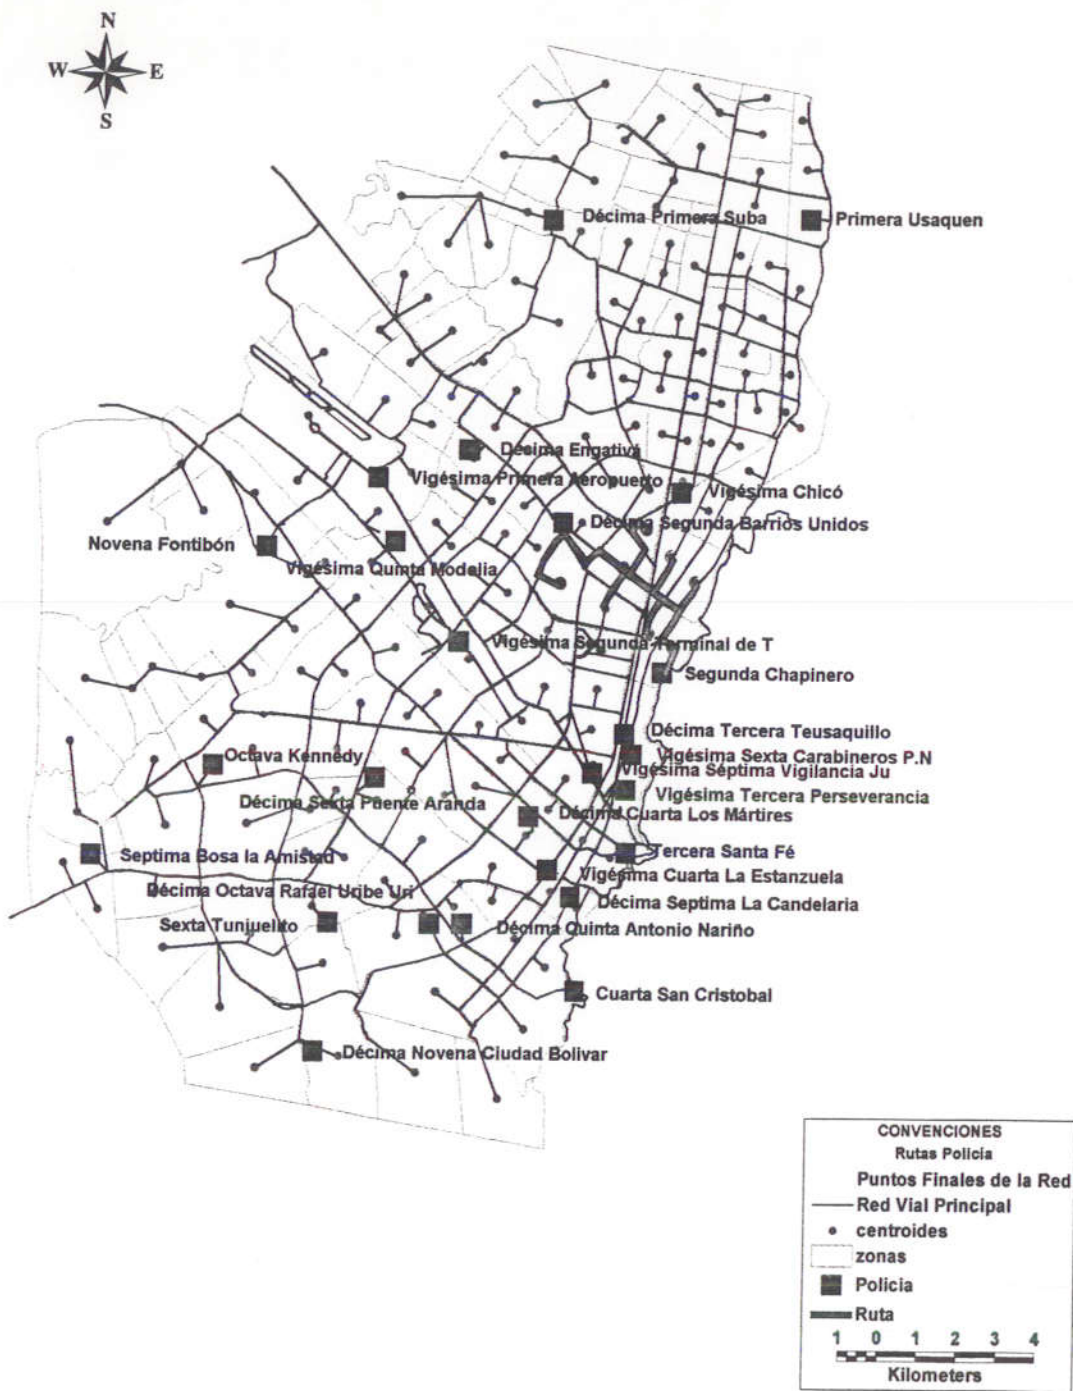 N
W E
S
Décima Primera Suba
Primera Usaquen
Décima Engativá
Vigésima Primera Aeropuerto
Vigésima Chicó
Décima Segunda Barrios Unidos
Novena Fontibón
Vigésima Quinta Modelia
Vigésima Segunda Terminal de T
Segunda Chapinero
Décima Tercera Teusaquillo
Octava Kennedy
Vigésima Sexta Carabineros P.N
Vigésima Séptima Vigilancia Ju
Décima Sexta Puente Aranda
Vigésima Tercera Perseverancia
Décima Cuarta Los Mártires
Septima Bosa la Amistad
Tercera Santa Fé
Vigésima Cuarta La Estanzuela
Décima Octava Rafael Uribe Uri
Décima Septima La Candelaria
Sexta Tunjuelito
Décima Quinta Antonio Nariño
Cuarta San Cristobal
Décima Novena Ciudad Bolivar
CONVENCIONES
Rutas Policia
Puntos Finales de la Red
Red Vial Principal
centroides
zonas
Policia
Ruta
1 0 1 2 3 4
Kilometers